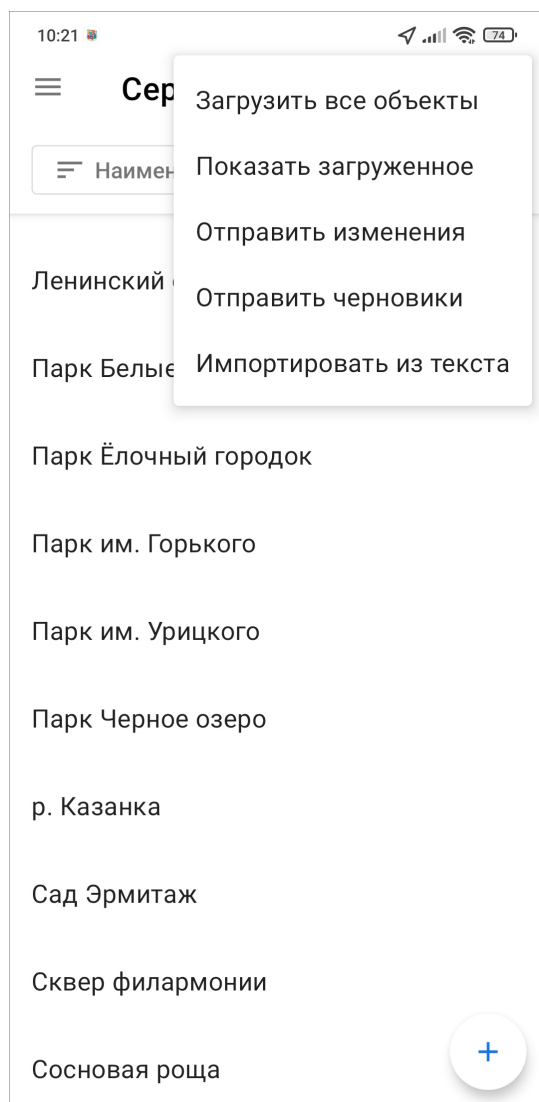 10:21
74
Сер
Загрузить все объекты
Наимен
Показать загруженное
Отправить изменения
Ленинский
Отправить черновики
Парк Белые
Импортировать из текста
Парк Ёлочный городок
Парк им. Горького
Парк им. Урицкого
Парк Черное озеро
р. Казанка
Сад Эрмитаж
Сквер филармонии
Сосновая роща
+